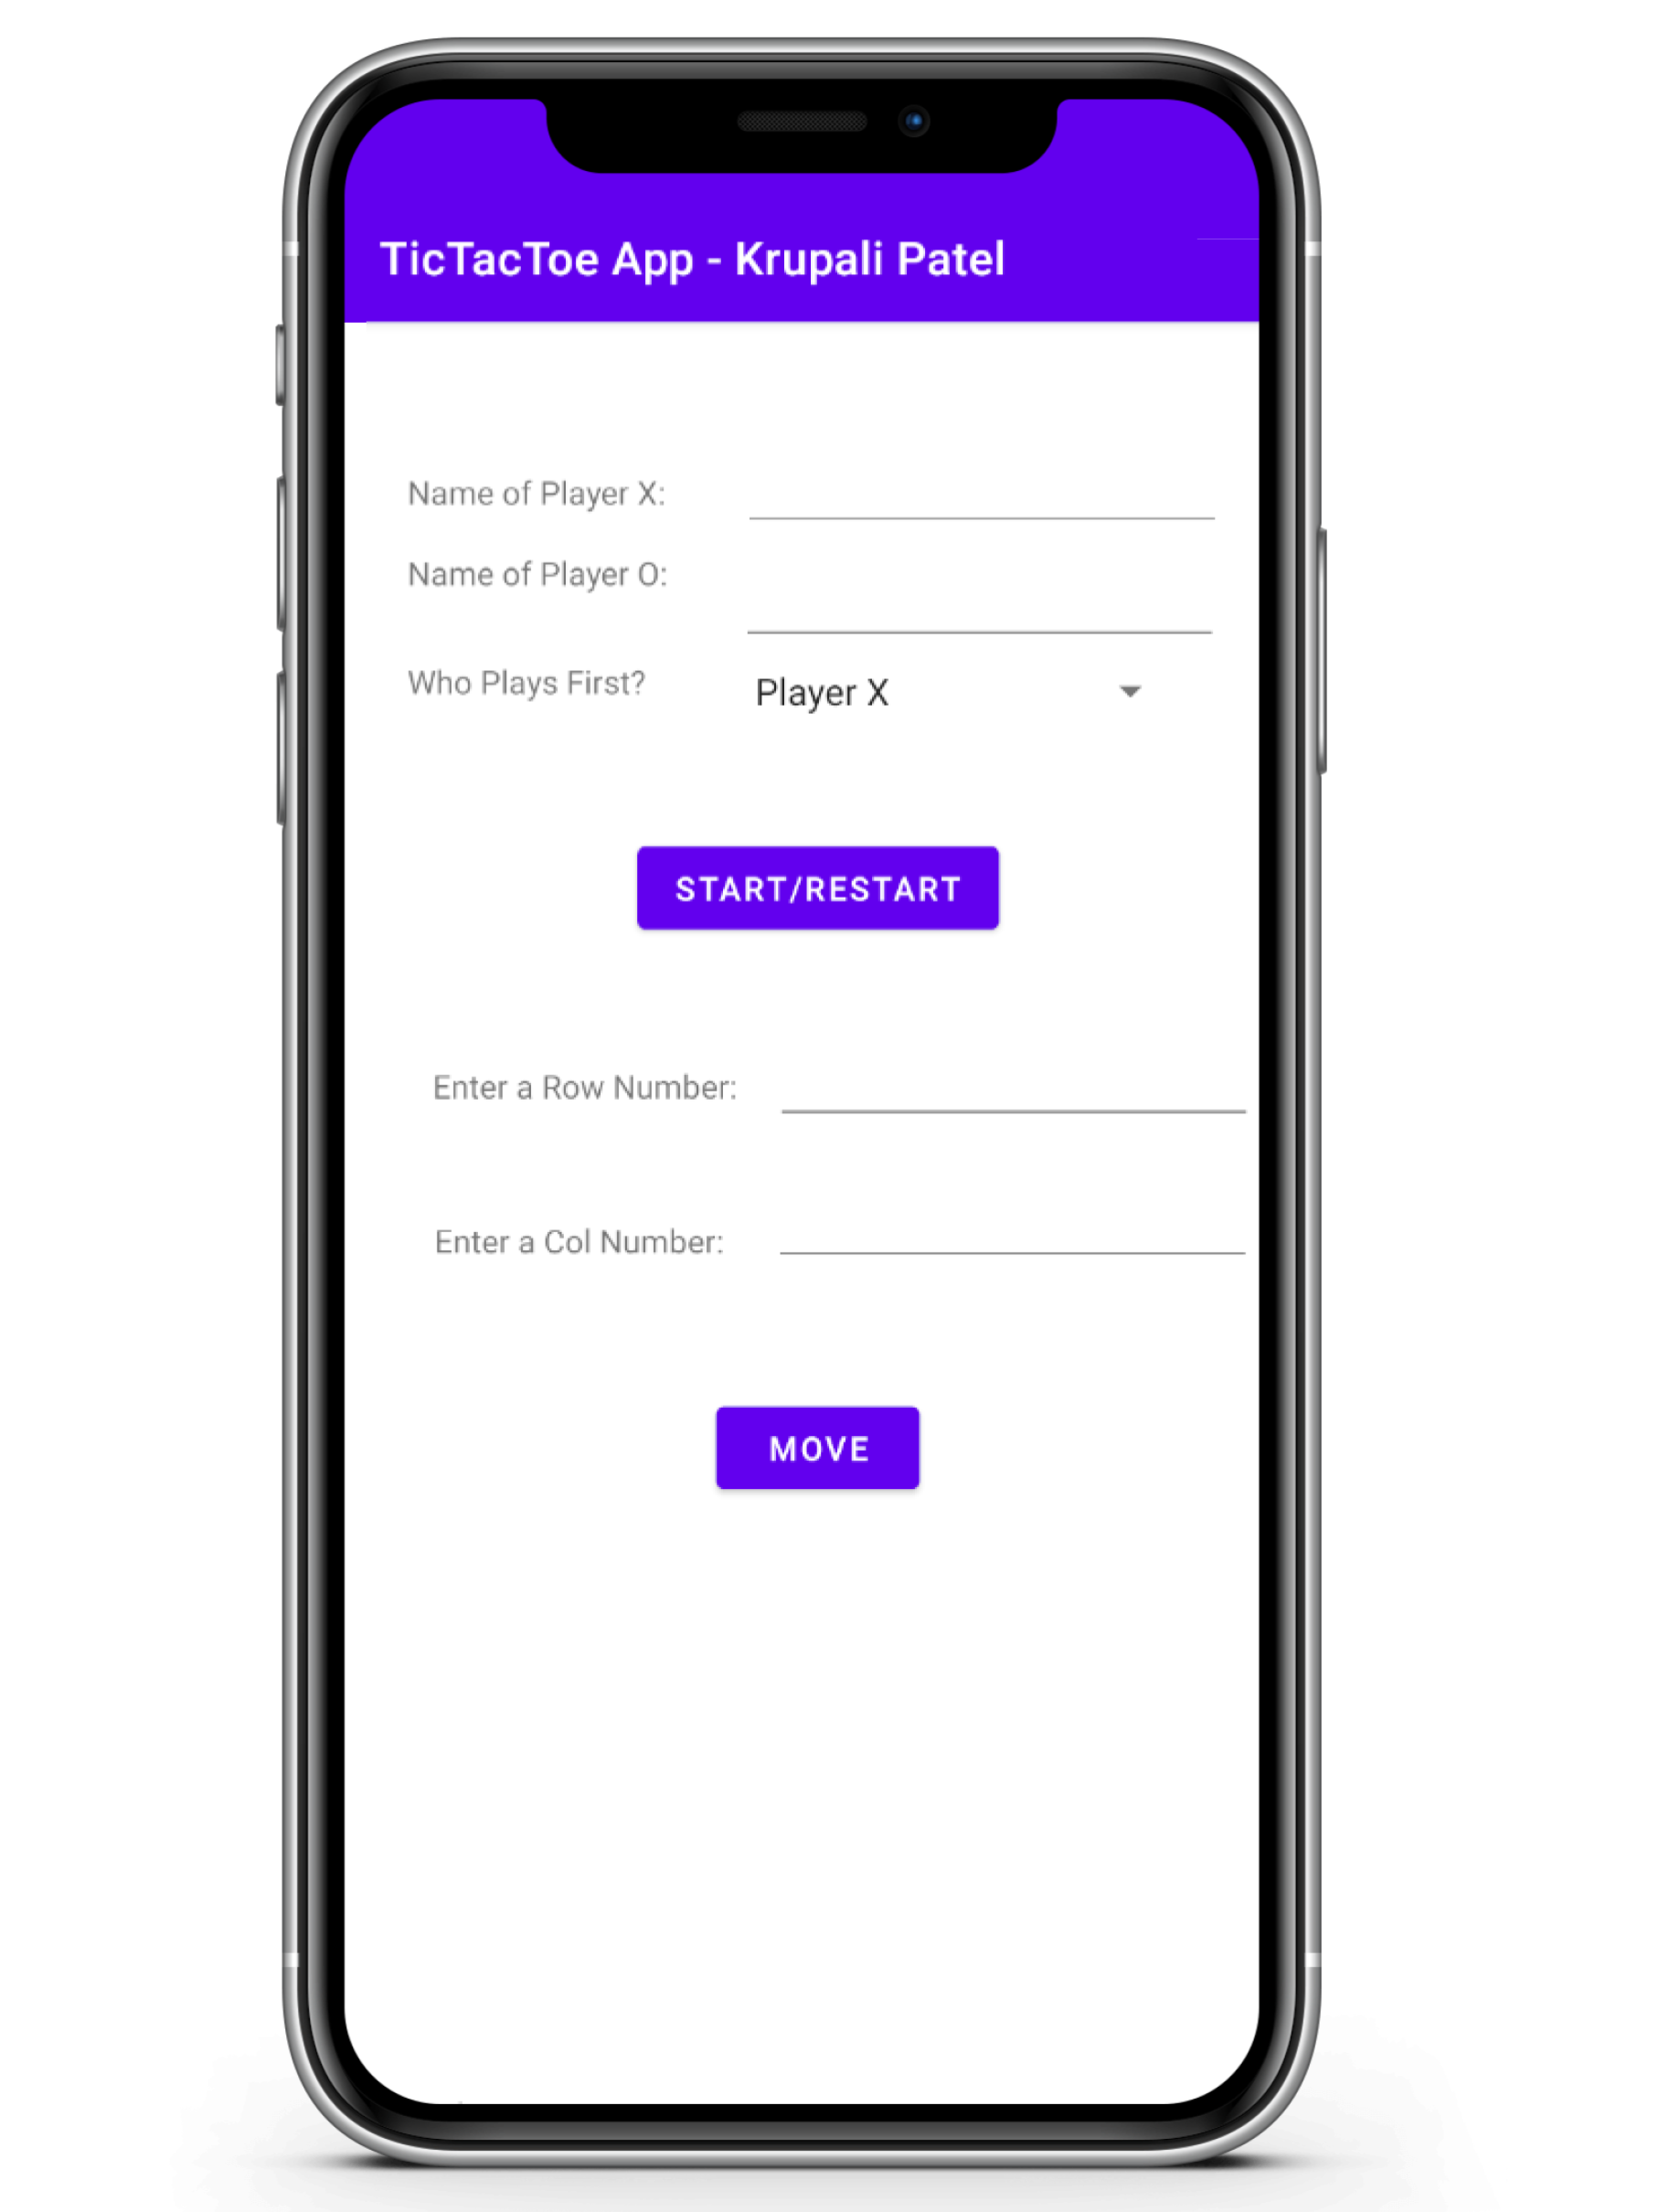 TicTacToe App - Krupali Patel
Name of Player X:
Name of Player O:
Who Plays First? Player X
START/RESTART
Enter a Row Number:
Enter a Col Number:
MOVE